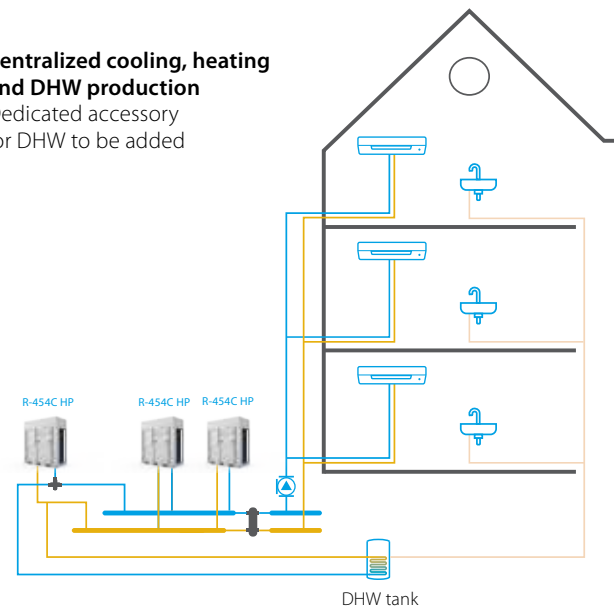 entralized cooling, heating
nd DHW production
edicated accessory
or DHW to be added
R-454C HP
R-454C HP
R-454C HP
DHW tank